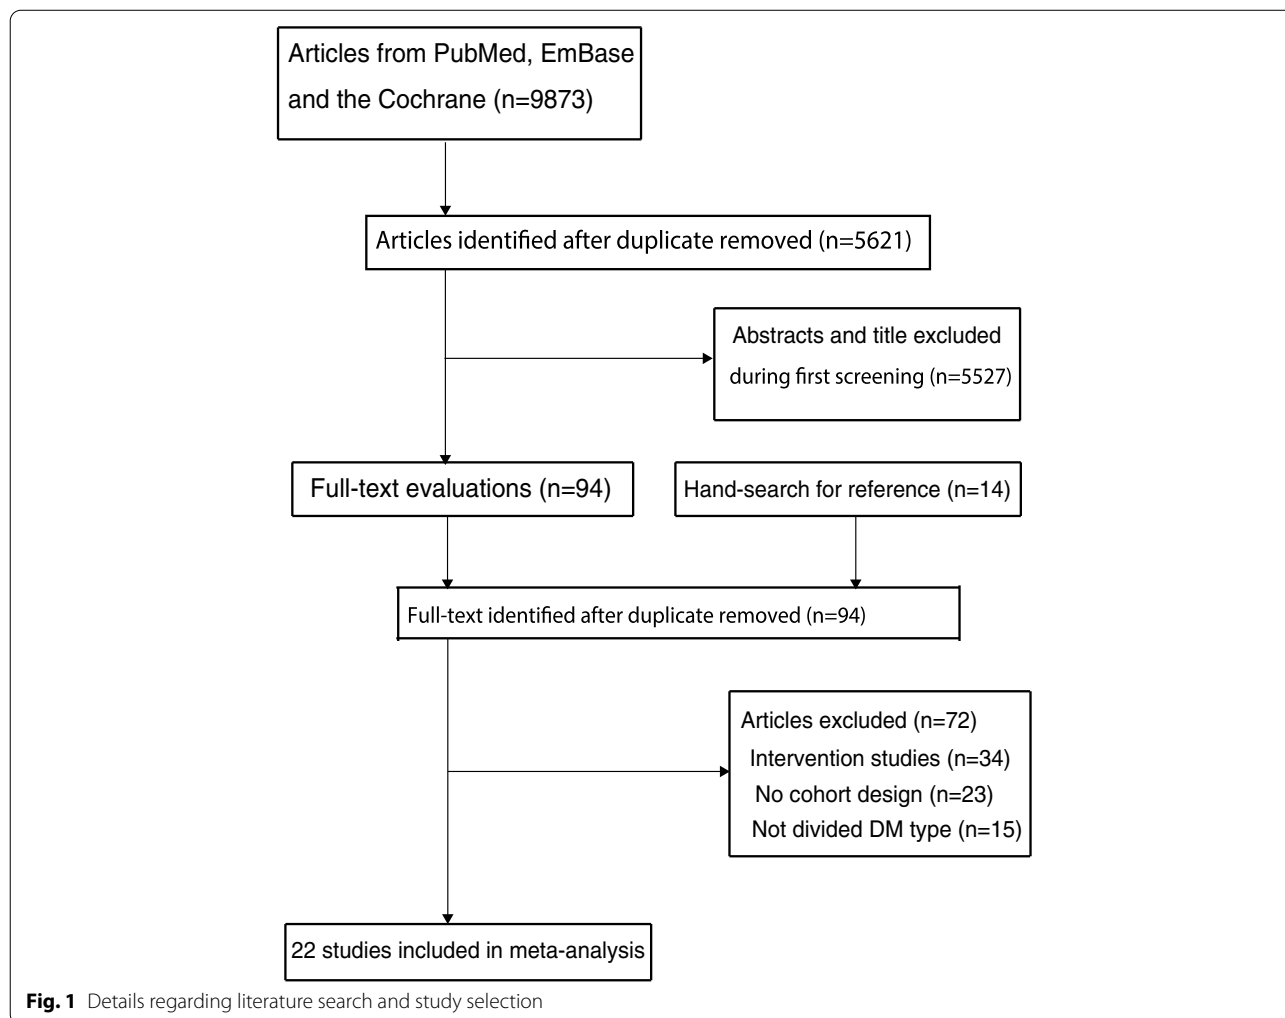 Articles from PubMed, EmBase
and the Cochrane (n=9873)
Articles identified after duplicate removed (n=5621)
Abstracts and title excluded
during first screening (n=5527)
Full-text evaluations (n=94)
Hand-search for reference (n=14)
Full-text identified after duplicate removed (n=94)
Articles excluded (n=72)
Intervention studies (n=34)
No cohort design (n=23)
Not divided DM type (n=15)
22 studies included in meta-analysis
Fig. 1 Details regarding literature search and study selection